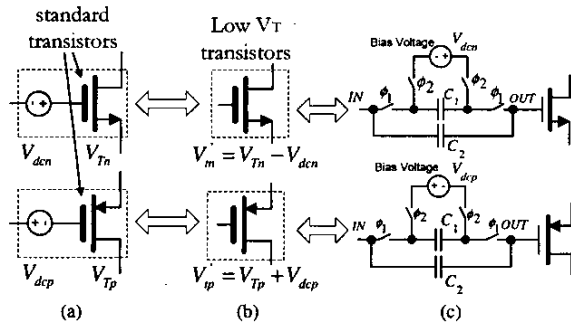 standard
transistors
Low VT
transistors
Bias Voltage
Vdcn
ϕ2
ϕ2
IN
ϕ1
C1
ϕ1
OUT
C2
Vdcn
VTn
V'tn = VTn − Vdcn
Bias Voltage
Vdcp
ϕ2
ϕ2
IN
ϕ1
C1
ϕ1
OUT
C2
Vdcp
VTp
V'tp = VTp + Vdcp
(a)
(b)
(c)